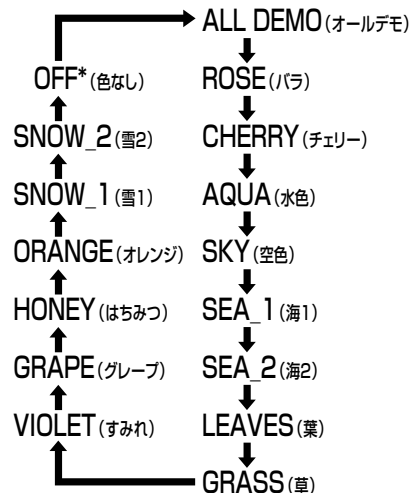 ALL DEMO(オールデモ)
ROSE(バラ)
CHERRY(チェリー)
AQUA(水色)
SKY(空色)
SEA_1(海1)
SEA_2(海2)
LEAVES(葉)
GRASS(草)
VIOLET(すみれ)
GRAPE(グレープ)
HONEY(はちみつ)
ORANGE(オレンジ)
SNOW_1(雪1)
SNOW_2(雪2)
OFF*(色なし)